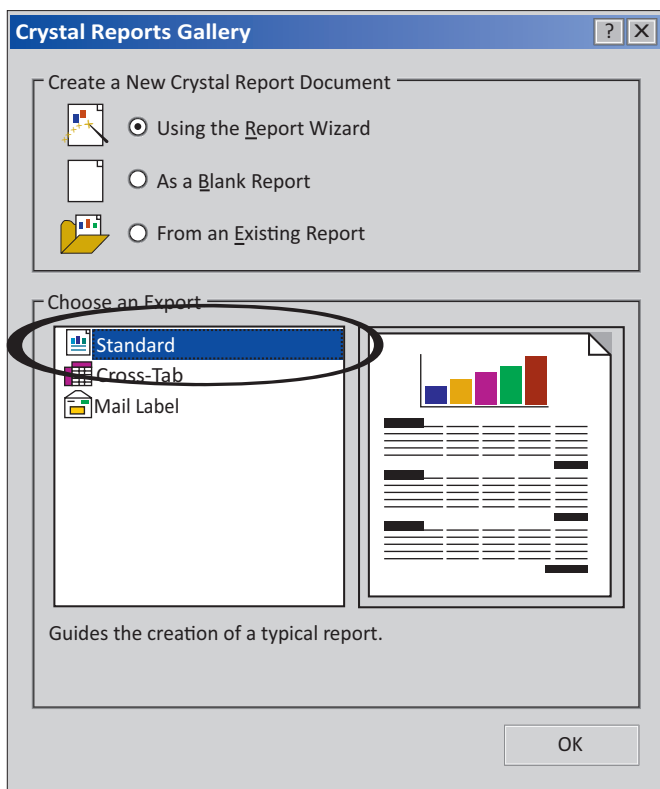 Crystal Reports Gallery ? X
Create a New Crystal Report Document
Using the Report Wizard
As a Blank Report
From an Existing Report
Choose an Export
Standard
Cross-Tab
Mail Label
Guides the creation of a typical report.
OK